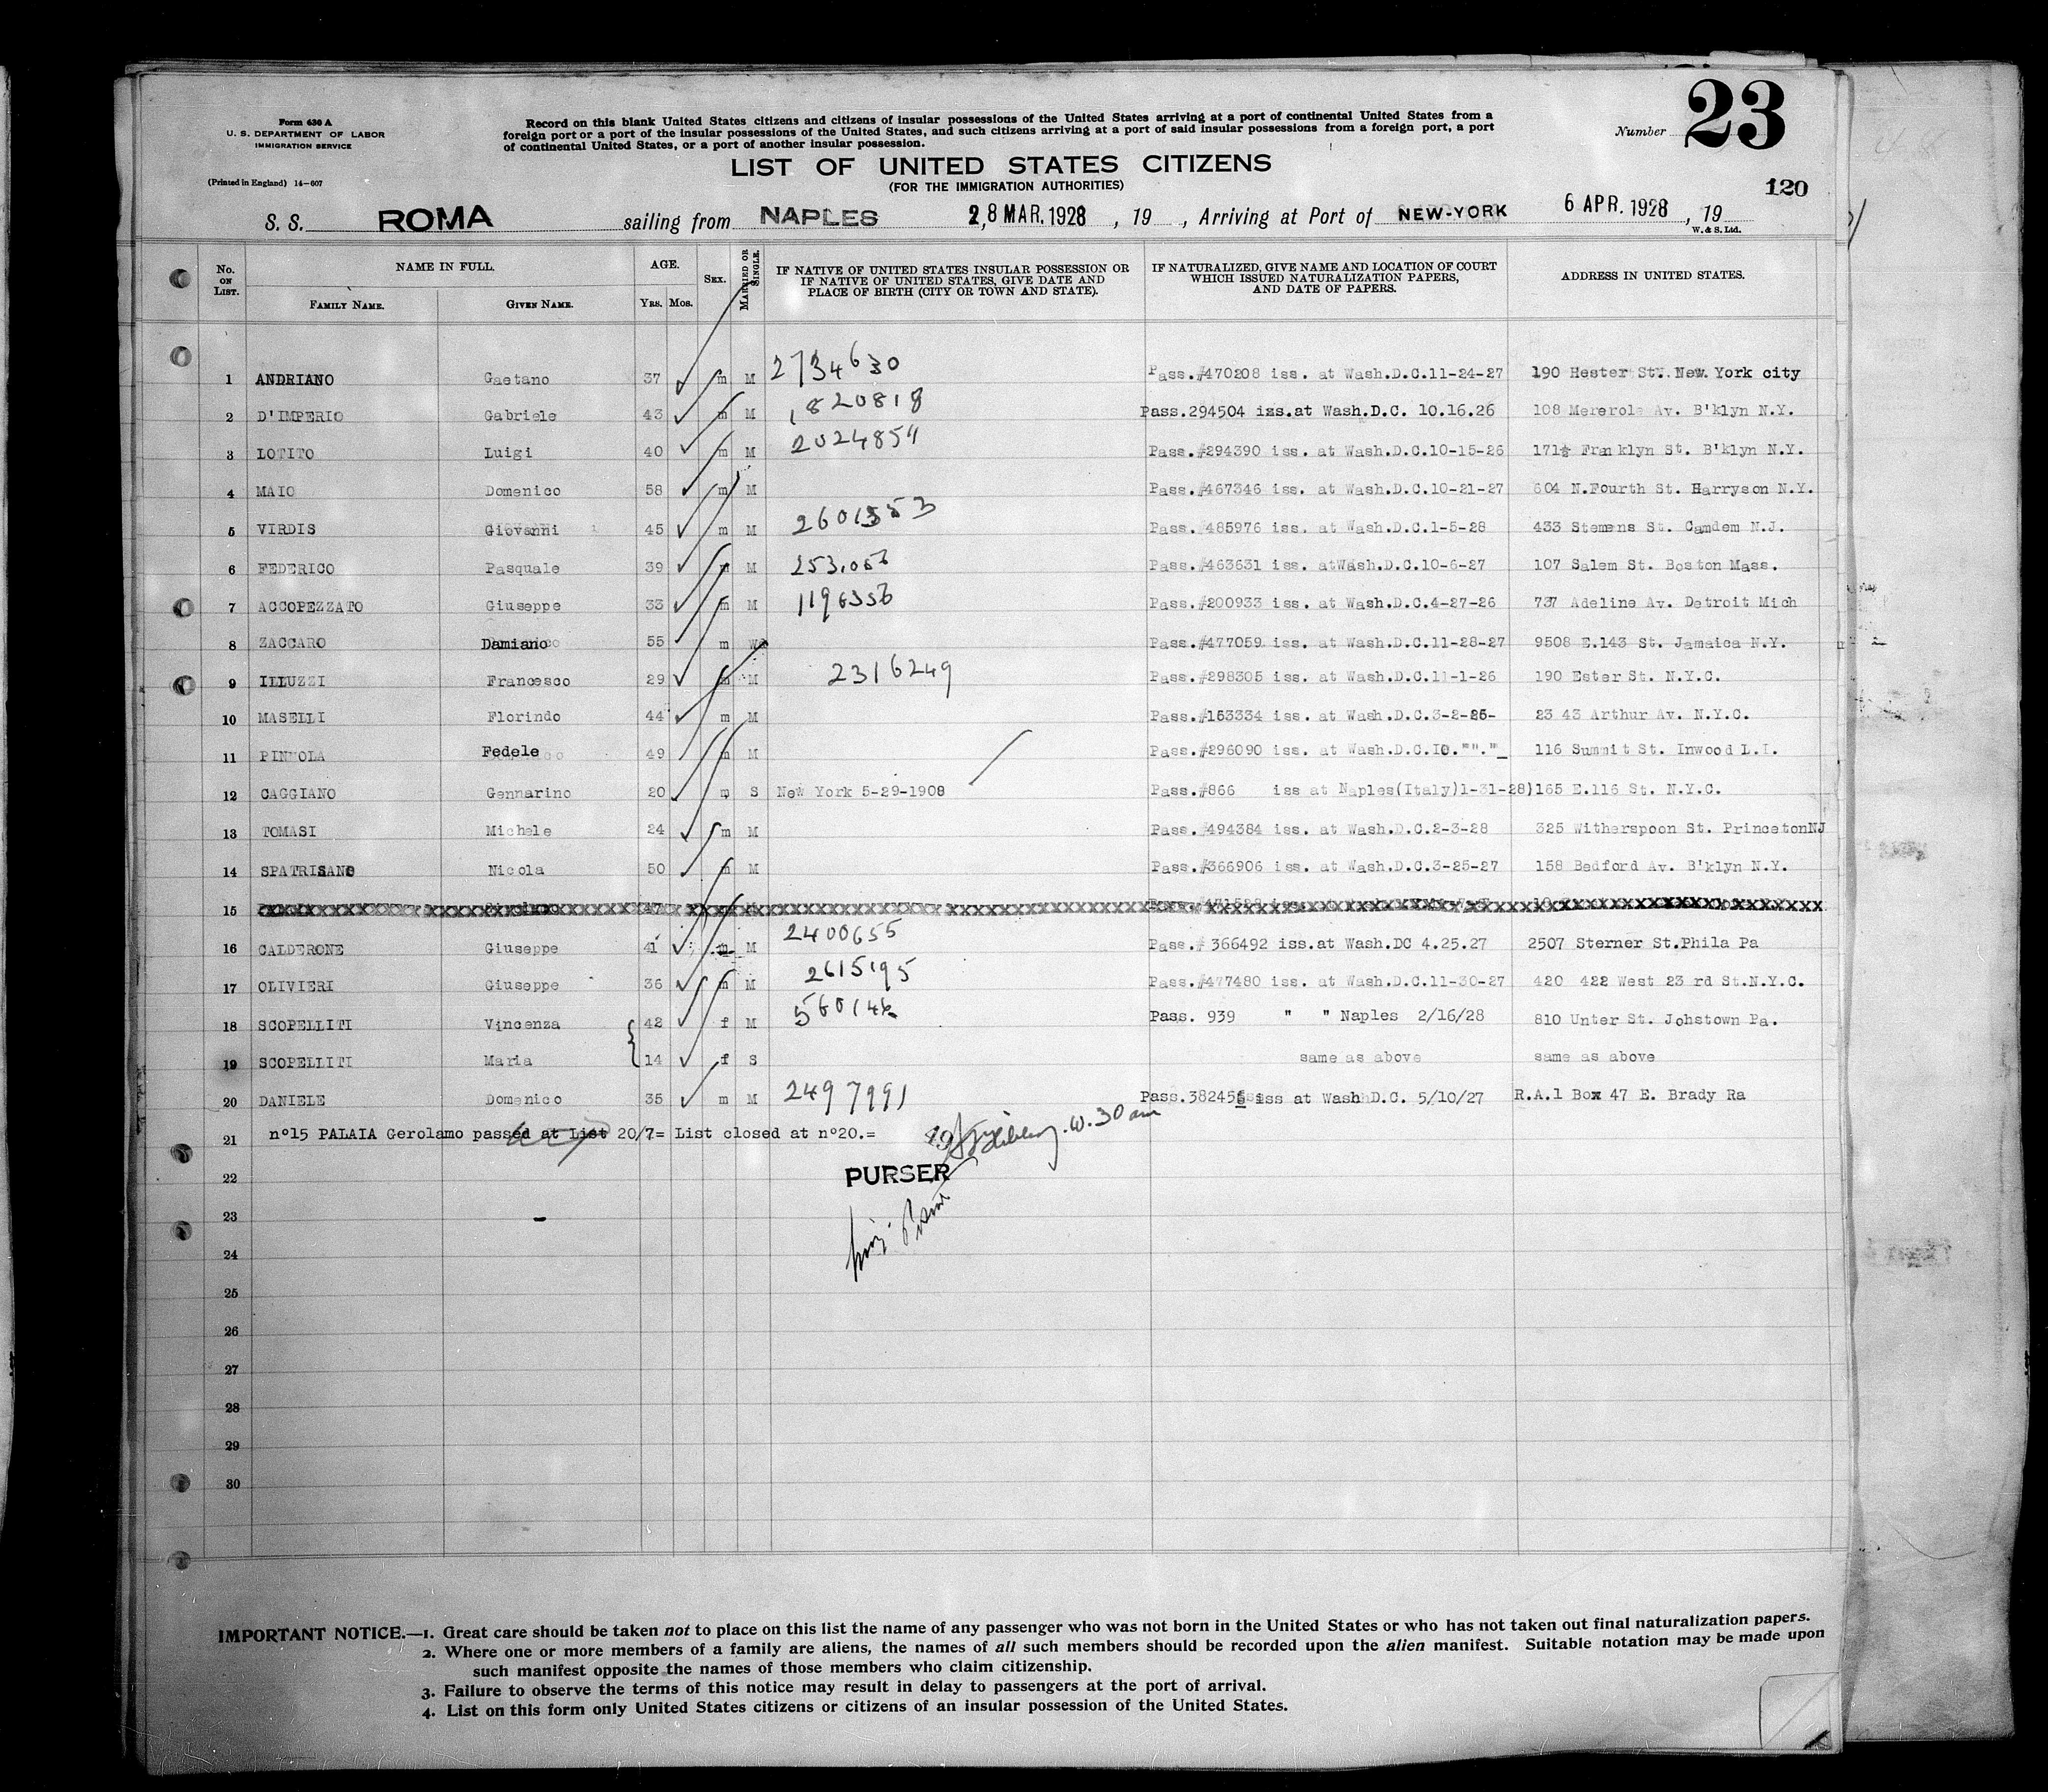 Form 630 A
U. S. DEPARTMENT OF LABOR
IMMIGRATION SERVICE
(Printed in England) 14—607
Record on this blank United States citizens and citizens of insular possessions of the United States arriving at a port of continental United States from a
foreign port or a port of the insular possessions of the United States, and such citizens arriving at a port of said insular possessions from a foreign port, a port
of continental United States, or a port of another insular possession.
Number 23
LIST OF UNITED STATES CITIZENS
(FOR THE IMMIGRATION AUTHORITIES)
120
S. S. ROMA sailing from NAPLES 28 MAR. 1928, 19 , Arriving at Port of NEW-YORK 6 APR. 1928, 19
W. & S. Ltd.
No. ON LIST. NAME IN FULL. AGE. SEX. MARRIED OR SINGLE. IF NATIVE OF UNITED STATES INSULAR POSSESSION OR IF NATIVE OF UNITED STATES, GIVE DATE AND PLACE OF BIRTH (CITY OR TOWN AND STATE). IF NATURALIZED, GIVE NAME AND LOCATION OF COURT WHICH ISSUED NATURALIZATION PAPERS, AND DATE OF PAPERS. ADDRESS IN UNITED STATES.
FAMILY NAME. GIVEN NAME. YRS. MOS.
1 ANDRIANO Gaetano 37 m M 2734630 Pass.#470208 iss. at Wash.D.C.11-24-27 190 Hester St. New York city
2 D'IMPERIO Gabriele 43 m M 1820818 Pass.294504 iss.at Wash.D.C. 10.16.26 108 Mererole Av. B'klyn N.Y.
3 LOTITO Luigi 40 m M Pass.#294390 iss. at Wash.D.C.10-15-26 171½ Franklyn St. B'klyn N.Y.
4 MAIO Domenico 58 m M Pass.#467346 iss. at Wash.D.C.10-21-27 604 N.Fourth St. Harryson N.Y.
5 VIRDIS Giovanni 45 m M Pass. 485976 iss. at Wash.D.C.1-5-28 433 Stemens St. Camdem N.J.
6 FEDERICO Pasquale 39 m M Pass.#463631 iss. atWash.D.C.10-6-27 107 Salem St. Boston Mass.
7 ACCOPEZZATO Giuseppe 33 m M Pass.#200933 iss. at Wash.D.C.4-27-26 737 Adeline Av. Detroit Mich
8 ZACCARO Damiano 55 m Wd Pass.#477059 iss. at Wash.D.C.11-28-27 9508 E.143 St. Jamaica N.Y.
9 ILLUZZI Francesco 29 m M 2316249 Pass.#298305 iss. at Wash.D.C.11-1-26 190 Ester St. N.Y.C.
10 MASELLI Florindo 44 m M Pass.#153334 iss. at Wash.D.C.3-2-26- 23 43 Arthur Av. N.Y.C.
11 Fedele 49 m M Pass.#296090 iss. at Wash.D.C.10."".." 116 Summit St. Inwood L.I.
12 CAGGIANO Gennarino 20 m S New York 5-29-1908 Pass.#866 iss at Naples(Italy)1-31-28) 165 E.116 St. N.Y.C.
13 TOMASI Michele 24 m M Pass.#494384 iss. at Wash.D.C.2-3-28 325 Witherspoon St. PrincetonNJ
14 SPATRISANO Nicola 50 m M Pass.#366906 iss. at Wash.D.C.3-25-27 158 Bedford Av. B'klyn N.Y.
15
16 CALDERONE Giuseppe 41 m M 2400655 Pass.# 366492 iss.at Wash.DC 4.25.27 2507 Sterner St.Phila Pa
17 OLIVIERI Giuseppe 36 m M 2615195 Pass.#477480 iss. at Wash.D.C.11-30-27 420 422 West 23 rd St.N.Y.C.
18 SCOPELLITI Vincenza 42 f M Pass. 939 " " Naples 2/16/28 810 Unter St. Johstown Pa.
19 SCOPELLITI Maria 14 f S same as above same as above
20 DANIELE Domenico 35 m M 2497991 Pass.382456 iss at Wash D.C. 5/10/27 R.A.1 Box 47 E. Brady Ra
21 n°15 PALAIA Gerolamo passed at List 20/7= List closed at n°20.=
22 PURSER
23
24
25
26
27
28
29
30
IMPORTANT NOTICE.—1. Great care should be taken not to place on this list the name of any passenger who was not born in the United States or who has not taken out final naturalization papers.
2. Where one or more members of a family are aliens, the names of all such members should be recorded upon the alien manifest. Suitable notation may be made upon
such manifest opposite the names of those members who claim citizenship.
3. Failure to observe the terms of this notice may result in delay to passengers at the port of arrival.
4. List on this form only United States citizens or citizens of an insular possession of the United States.